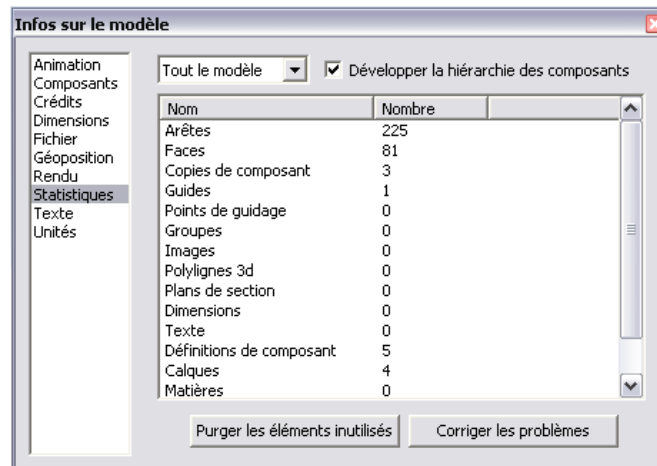 Infos sur le modèle
Animation
Composants
Crédits
Dimensions
Fichier
Géoposition
Rendu
Statistiques
Texte
Unités
Tout le modèle
Développer la hiérarchie des composants
Nom Nombre
Arêtes 225
Faces 81
Copies de composant 3
Guides 1
Points de guidage 0
Groupes 0
Images 0
Polylignes 3d 0
Plans de section 0
Dimensions 0
Texte 0
Définitions de composant 5
Calques 4
Matières 0
Purger les éléments inutilisés Corriger les problèmes